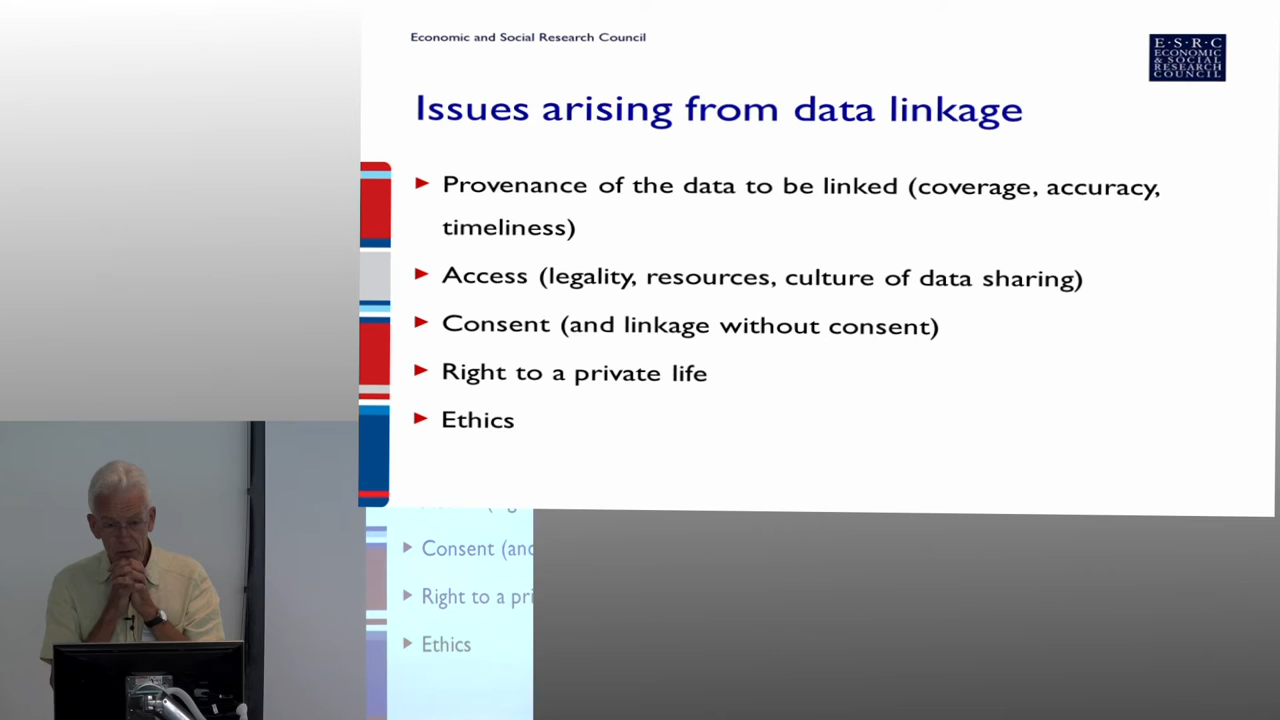 Economic and Social Research Council
E·S·R·C
ECONOMIC
& SOCIAL
RESEARCH
COUNCIL
Issues arising from data linkage
Provenance of the data to be linked (coverage, accuracy,
timeliness)
Access (legality, resources, culture of data sharing)
Consent (and linkage without consent)
Right to a private life
Ethics
Consent (and
Right to a pri
Ethics